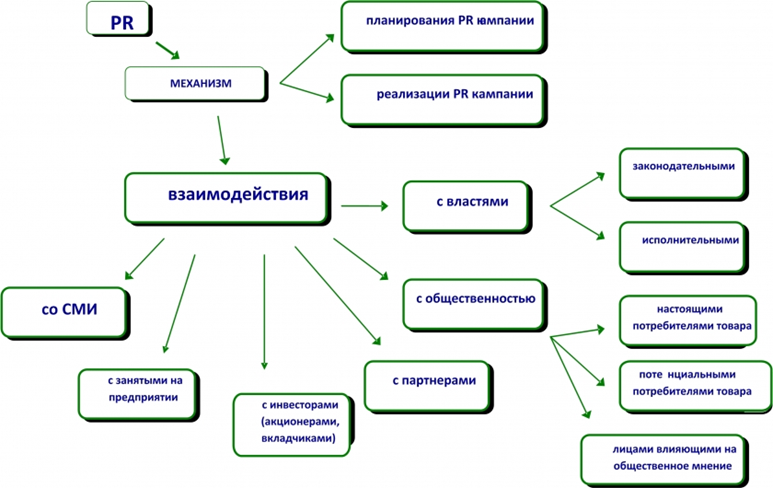 PR
планирования PR кампании
МЕХАНИЗМ
реализации PR кампании
взаимодействия
с властями
законодательными
исполнительными
со СМИ
с общественностью
настоящими
потребителями товара
с занятыми на
предприятии
с инвесторами
(акционерами,
вкладчиками)
с партнерами
поте нциальными
потребителями товара
лицами влияющими на
общественное мнение